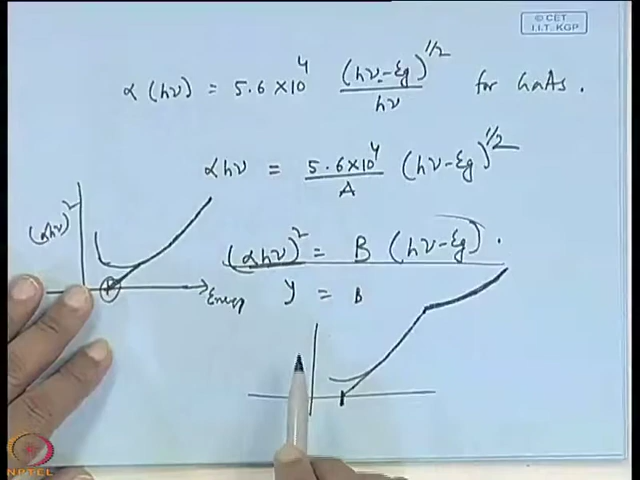 © CET
I.I.T. KGP
α(hν) = 5.6×10^4 (hν-Eg)^1/2 / hν for GaAs.
αhν = 5.6×10^4 / A (hν-Eg)^1/2
(αhν)^2
(αhν)^2 = B (hν-Eg).
Energy
y = B
NPTEL